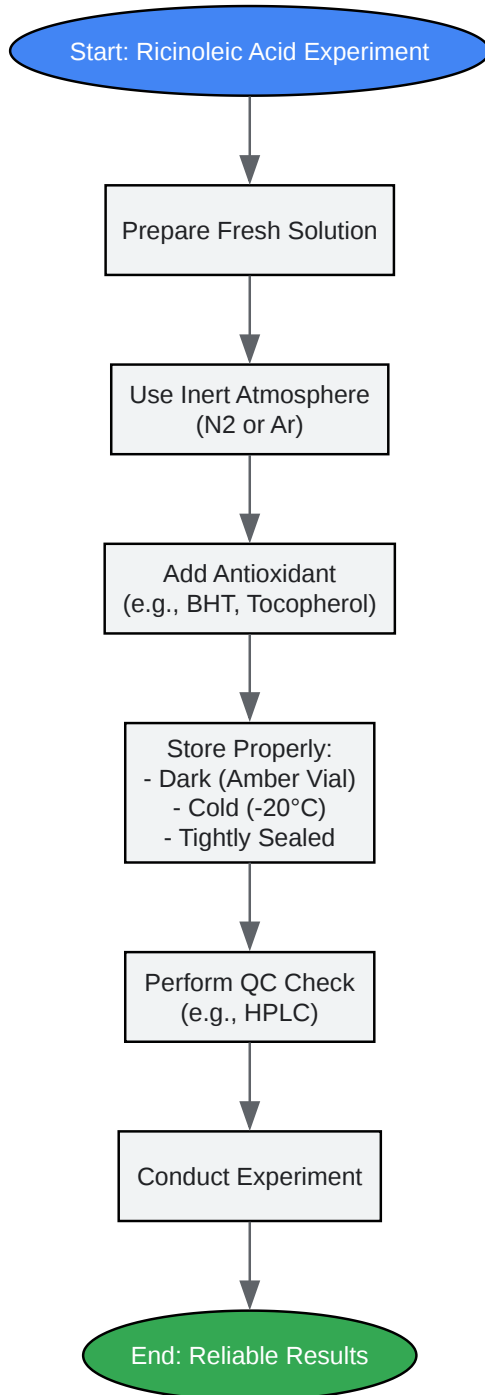 Start: Ricinoleic Acid Experiment
Prepare Fresh Solution
Use Inert Atmosphere
(N2 or Ar)
Add Antioxidant
(e.g., BHT, Tocopherol)
Store Properly:
- Dark (Amber Vial)
- Cold (-20°C)
- Tightly Sealed
Perform QC Check
(e.g., HPLC)
Conduct Experiment
End: Reliable Results